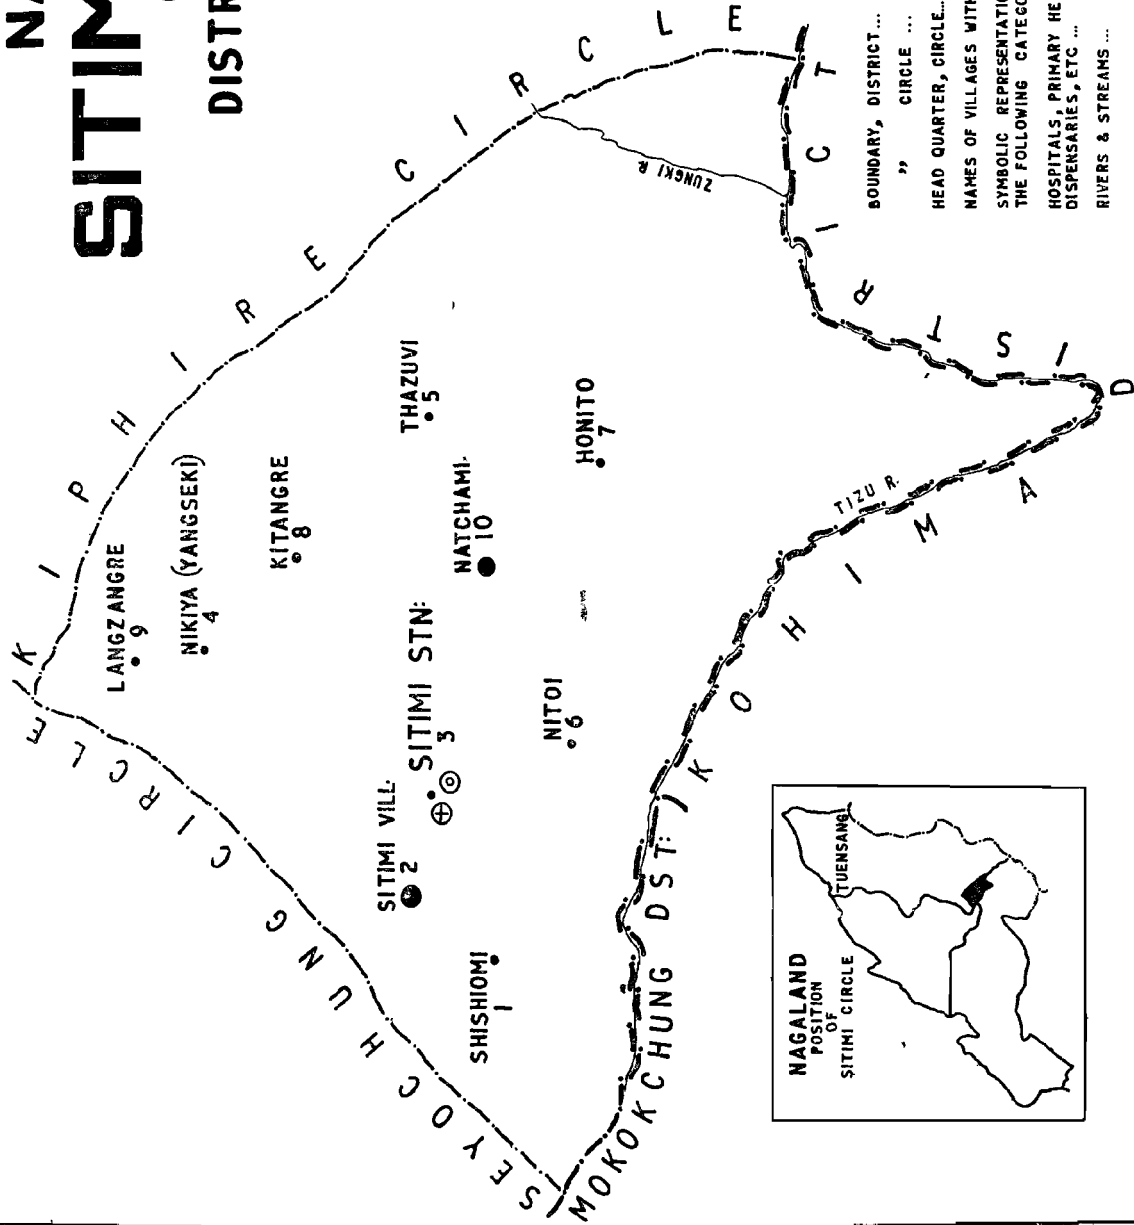 NA
SITIM
DISTR
KIPHIRE CIRCLE
SEYOCHUNG CIRCLE
MOKOKCHUNG DST:
KOHIMA DISTRICT
LANGZANGRE
9
NIKIYA (YANGSEKI)
4
KITANGRE
8
THAZUVI
5
SITIMI VILL.
2
SITIMI STN:
3
NATCHAMI.
10
SHISHIOMI
1
NITOI
6
HONITO
7
ZUNGKI R.
TIZU R.
NAGALAND
POSITION
OF
SITIMI CIRCLE
TUENSANG
BOUNDARY, DISTRICT...
,, CIRCLE ...
HEAD QUARTER, CIRCLE...
NAMES OF VILLAGES WITH
SYMBOLIC REPRESENTATIO
THE FOLLOWING CATEGO
HOSPITALS, PRIMARY HE
DISPENSARIES, ETC ...
RIVERS & STREAMS ...